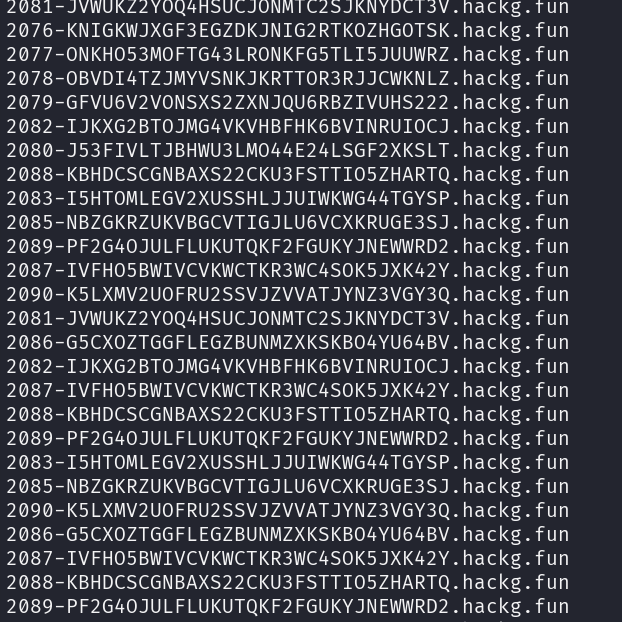 2081-JVWUKZ2YOQ4HSUCJONMTC2SJKNYDCT3V.hackg.fun
2076-KNIGKWJXGF3EGZDKJNIG2RTKOZHGOTSK.hackg.fun
2077-ONKHO53MOFTG43LRONKFG5TLI5JUUWRZ.hackg.fun
2078-OBVDI4TZJMYVSNKJKRTTOR3RJJCWKNLZ.hackg.fun
2079-GFVU6V2VONSXS2ZXNJQU6RBZIVUHS222.hackg.fun
2082-IJKXG2BTOJMG4VKVHBFHK6BVINRUIOCJ.hackg.fun
2080-J53FIVLTJBHWU3LMO44E24LSGF2XKSLT.hackg.fun
2088-KBHDCSCGNBAXS22CKU3FSTTIO5ZHARTQ.hackg.fun
2083-I5HTOMLEGV2XUSSHLJJUIWKWG44TGYSP.hackg.fun
2085-NBZGKRZUKVBGCVTIGJLU6VCXKRUGE3SJ.hackg.fun
2089-PF2G4OJULFLUKUTQKF2FGUKYJNEWWRD2.hackg.fun
2087-IVFHO5BWIVCVKWCTKR3WC4SOK5JXK42Y.hackg.fun
2090-K5LXMV2UOFRU2SSVJZVVATJYNZ3VGY3Q.hackg.fun
2081-JVWUKZ2YOQ4HSUCJONMTC2SJKNYDCT3V.hackg.fun
2086-G5CXOZTGGFLEGZBUNMZXKSKBO4YU64BV.hackg.fun
2082-IJKXG2BTOJMG4VKVHBFHK6BVINRUIOCJ.hackg.fun
2087-IVFHO5BWIVCVKWCTKR3WC4SOK5JXK42Y.hackg.fun
2088-KBHDCSCGNBAXS22CKU3FSTTIO5ZHARTQ.hackg.fun
2089-PF2G4OJULFLUKUTQKF2FGUKYJNEWWRD2.hackg.fun
2083-I5HTOMLEGV2XUSSHLJJUIWKWG44TGYSP.hackg.fun
2085-NBZGKRZUKVBGCVTIGJLU6VCXKRUGE3SJ.hackg.fun
2090-K5LXMV2UOFRU2SSVJZVVATJYNZ3VGY3Q.hackg.fun
2086-G5CXOZTGGFLEGZBUNMZXKSKBO4YU64BV.hackg.fun
2087-IVFHO5BWIVCVKWCTKR3WC4SOK5JXK42Y.hackg.fun
2088-KBHDCSCGNBAXS22CKU3FSTTIO5ZHARTQ.hackg.fun
2089-PF2G4OJULFLUKUTQKF2FGUKYJNEWWRD2.hackg.fun